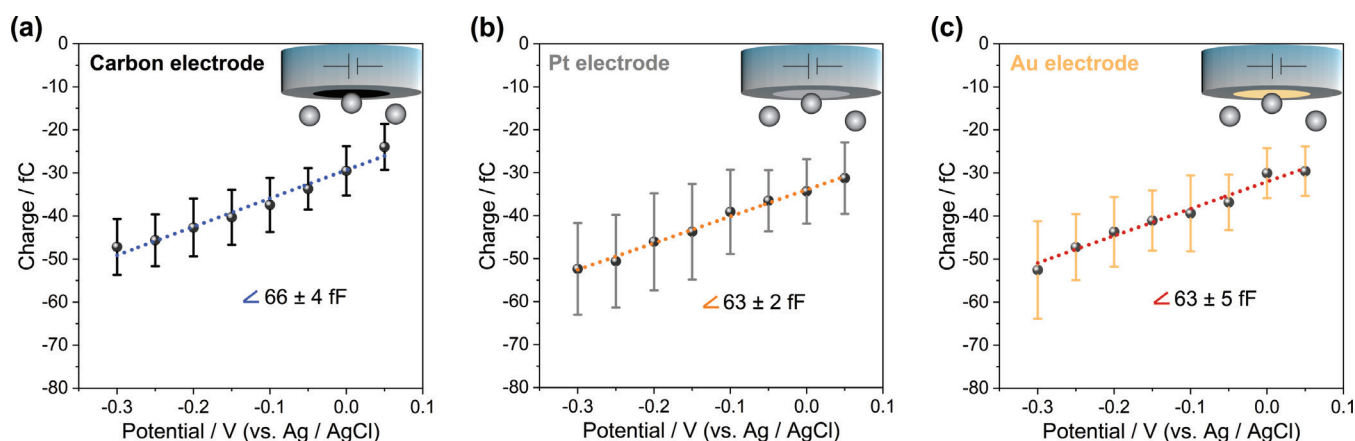 (a)
Carbon electrode
0
-10
-20
-30
-40
-50
-60
-70
-80
Charge / fC
∠ 66 ± 4 fF
-0.3 -0.2 -0.1 0.0 0.1
Potential / V (vs. Ag / AgCl)
(b)
Pt electrode
0
-10
-20
-30
-40
-50
-60
-70
-80
Charge / fC
∠ 63 ± 2 fF
-0.3 -0.2 -0.1 0.0 0.1
Potential / V (vs. Ag / AgCl)
(c)
Au electrode
0
-10
-20
-30
-40
-50
-60
-70
-80
Charge / fC
∠ 63 ± 5 fF
-0.3 -0.2 -0.1 0.0 0.1
Potential / V (vs. Ag / AgCl)